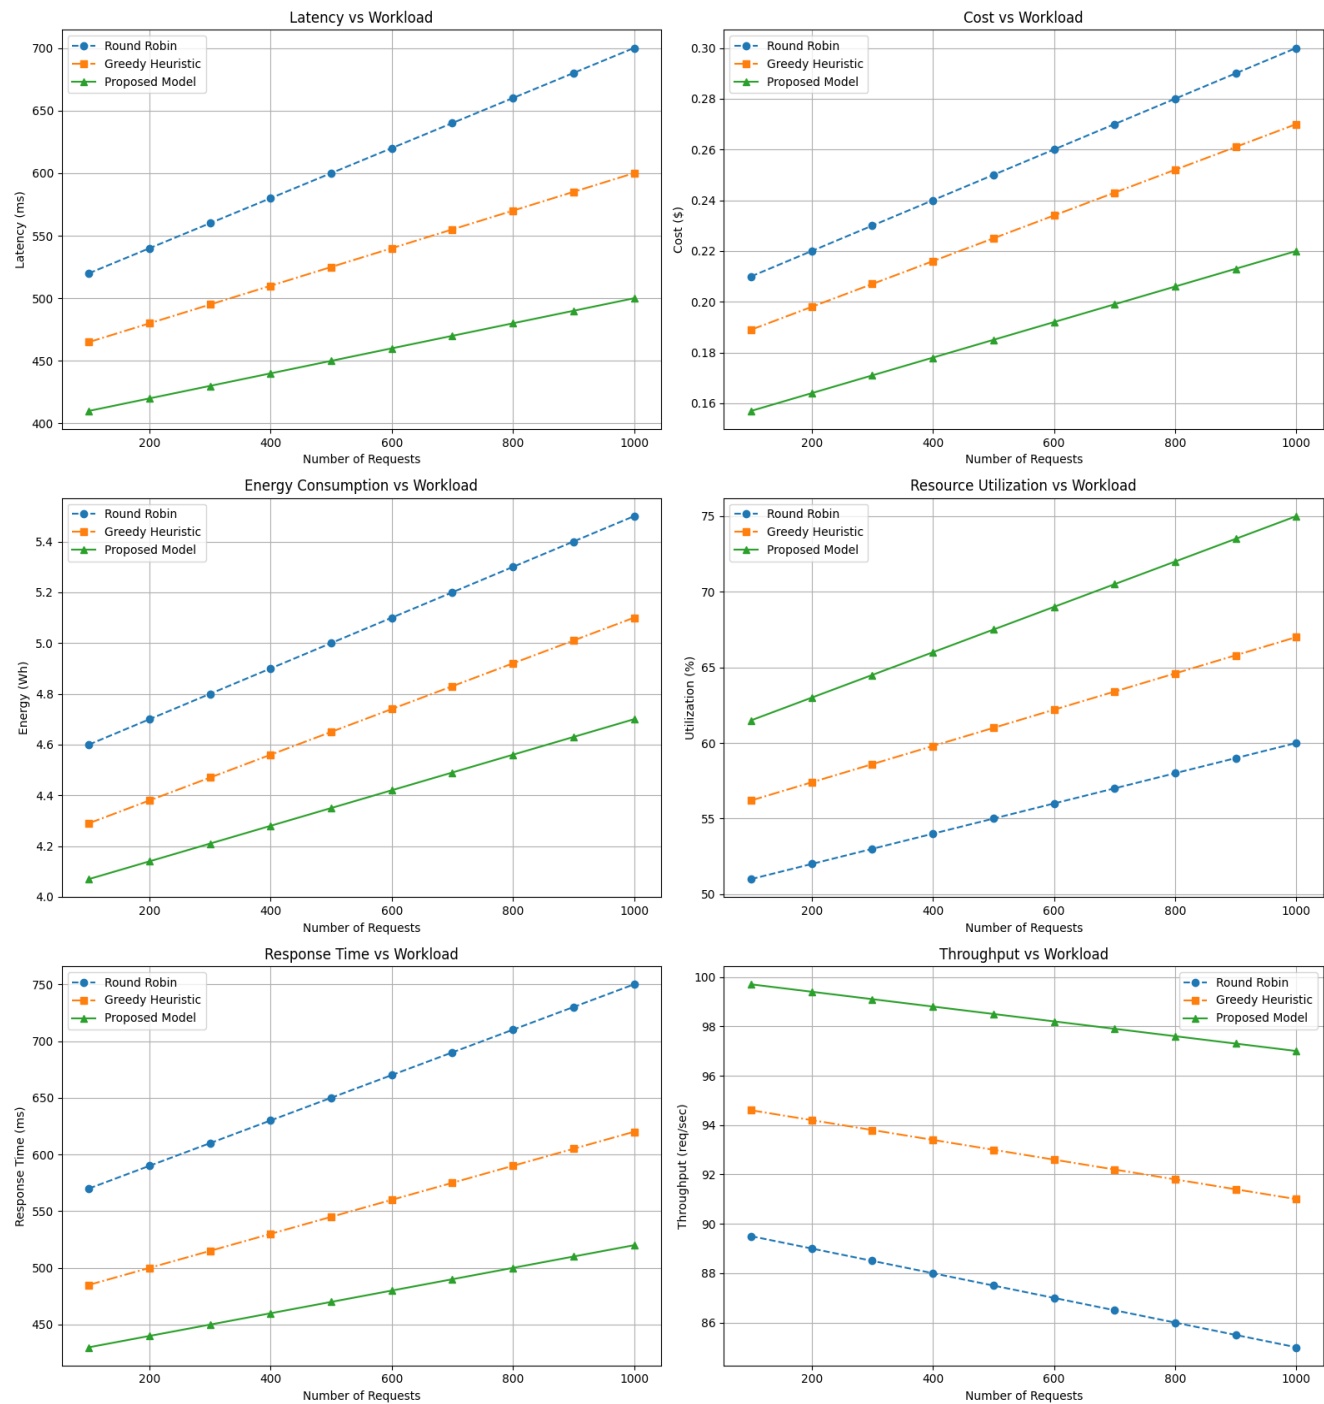 Latency vs Workload
Round Robin
Greedy Heuristic
Proposed Model
700
650
600
550
500
450
400
Latency (ms)
200 400 600 800 1000
Number of Requests
Cost vs Workload
Round Robin
Greedy Heuristic
Proposed Model
0.30
0.28
0.26
0.24
0.22
0.20
0.18
0.16
Cost ($)
200 400 600 800 1000
Number of Requests
Energy Consumption vs Workload
Round Robin
Greedy Heuristic
Proposed Model
5.4
5.2
5.0
4.8
4.6
4.4
4.2
4.0
Energy (Wh)
200 400 600 800 1000
Number of Requests
Resource Utilization vs Workload
Round Robin
Greedy Heuristic
Proposed Model
75
70
65
60
55
50
Utilization (%)
200 400 600 800 1000
Number of Requests
Response Time vs Workload
Round Robin
Greedy Heuristic
Proposed Model
750
700
650
600
550
500
450
Response Time (ms)
200 400 600 800 1000
Number of Requests
Throughput vs Workload
Round Robin
Greedy Heuristic
Proposed Model
100
98
96
94
92
90
88
86
Throughput (req/sec)
200 400 600 800 1000
Number of Requests